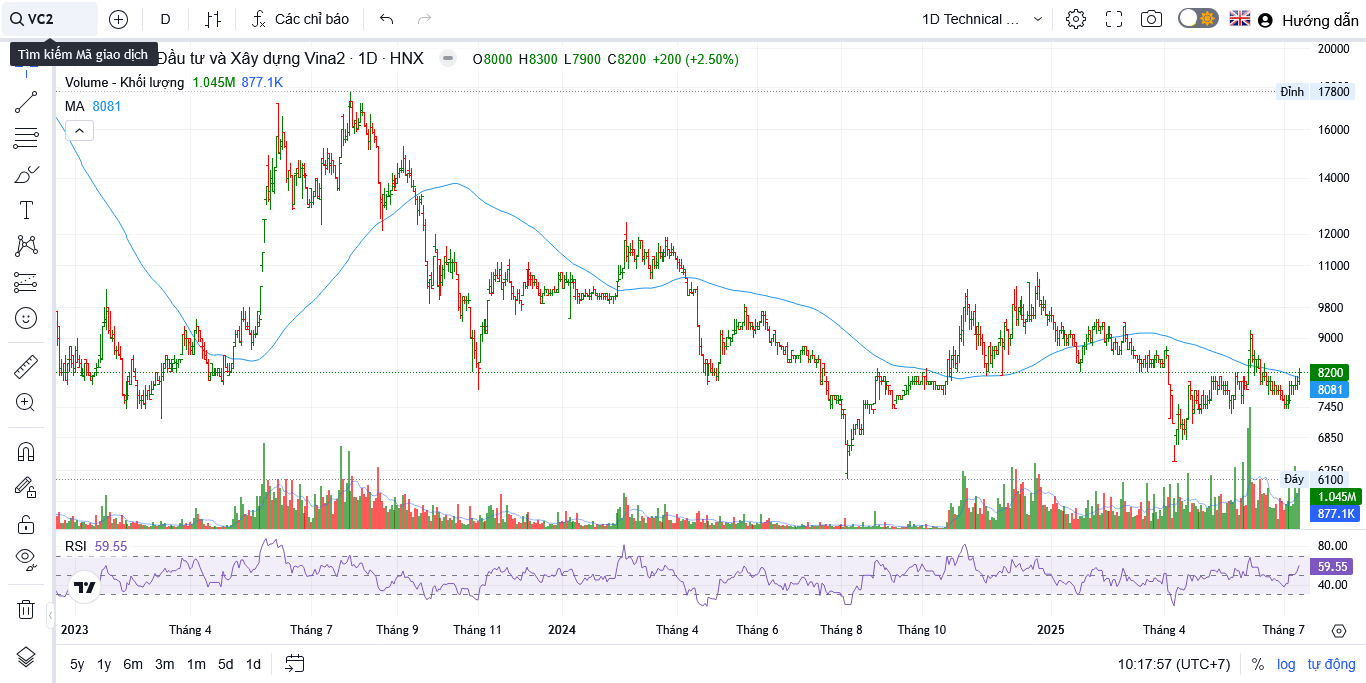 VC2
D
Các chỉ báo
1D Technical ...
Hướng dẫn
Tìm kiếm Mã giao dịch
Đầu tư và Xây dựng Vina2 · 1D · HNX
O8000 H8300 L7900 C8200 +200 (+2.50%)
Volume - Khối lượng 1.045M 877.1K
MA 8081
20000
Đỉnh 17800
16000
14000
12000
11000
9800
9000
8200
8081
7450
6850
6250
Đáy 6100
1.045M
877.1K
RSI 59.55
80.00
59.55
40.00
2023 Tháng 4 Tháng 7 Tháng 9 Tháng 11 2024 Tháng 4 Tháng 6 Tháng 8 Tháng 10 2025 Tháng 4 Tháng 7
5y 1y 6m 3m 1m 5d 1d
10:17:57 (UTC+7) % log tự động